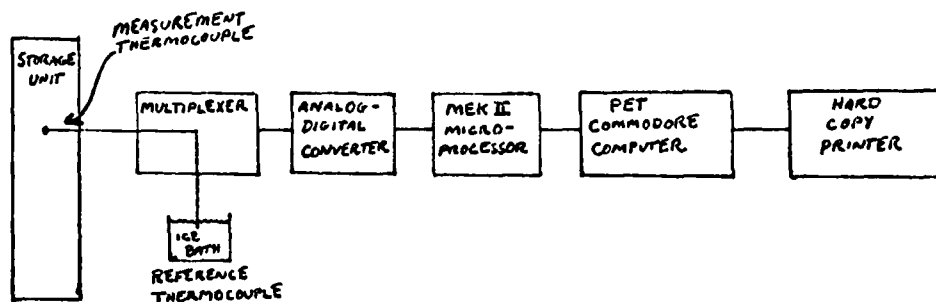 MEASUREMENT
THERMOCOUPLE
STORAGE
UNIT
MULTIPLEXER
ANALOG-
DIGITAL
CONVERTER
MEK II
MICRO-
PROCESSOR
PET
COMMODORE
COMPUTER
HARD
COPY
PRINTER
ICE
BATH
REFERENCE
THERMOCOUPLE